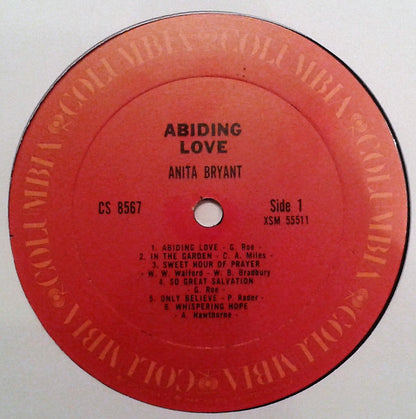 COLUMBIA COLUMBIA COLUMBIA COLUMBIA COLUMBIA COLUMBIA
ABIDING
LOVE
ANITA BRYANT
CS 8567
Side 1
XSM 55511
1. ABIDING LOVE - G. Roe -
2. IN THE GARDEN - C. A. Miles -
3. SWEET HOUR OF PRAYER
- W. W. Walford - W. B. Bradbury
4. SO GREAT SALVATION
- G. Roe -
5. ONLY BELIEVE - P. Rader -
6. WHISPERING HOPE
- A. Hawthorne -